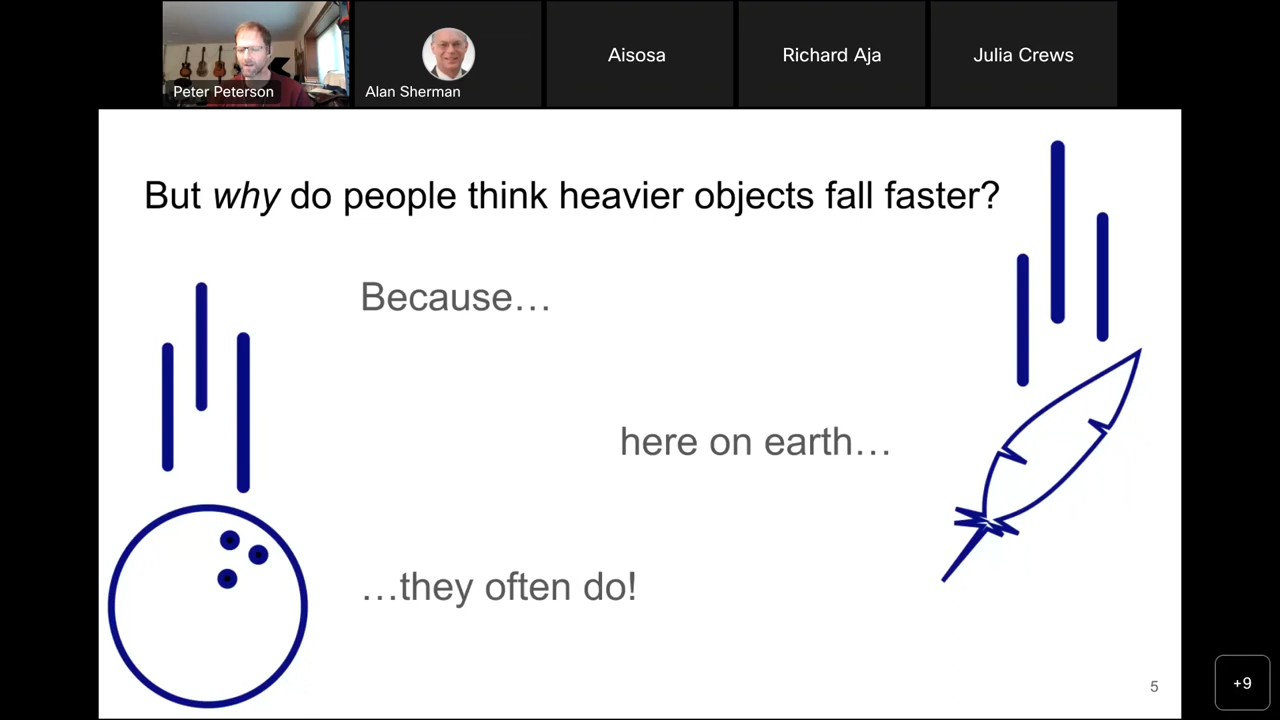 Peter Peterson
Alan Sherman
Aisosa
Richard Aja
Julia Crews
But why do people think heavier objects fall faster?
Because…
here on earth…
…they often do!
5
+9